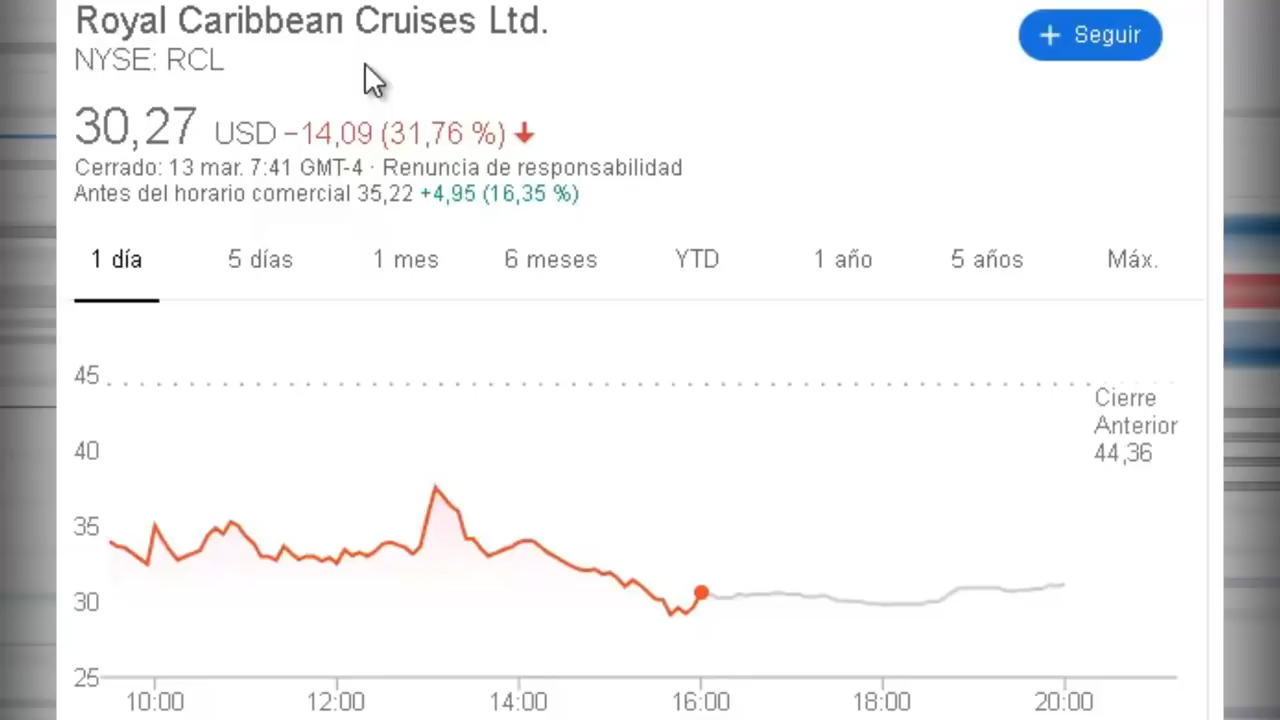 Royal Caribbean Cruises Ltd.
NYSE: RCL
+ Seguir
30,27 USD −14,09 (31,76 %)
Cerrado: 13 mar. 7:41 GMT-4 · Renuncia de responsabilidad
Antes del horario comercial 35,22 +4,95 (16,35 %)
1 día 5 días 1 mes 6 meses YTD 1 año 5 años Máx.
45
Cierre
Anterior
44,36
40
35
30
25
10:00 12:00 14:00 16:00 18:00 20:00